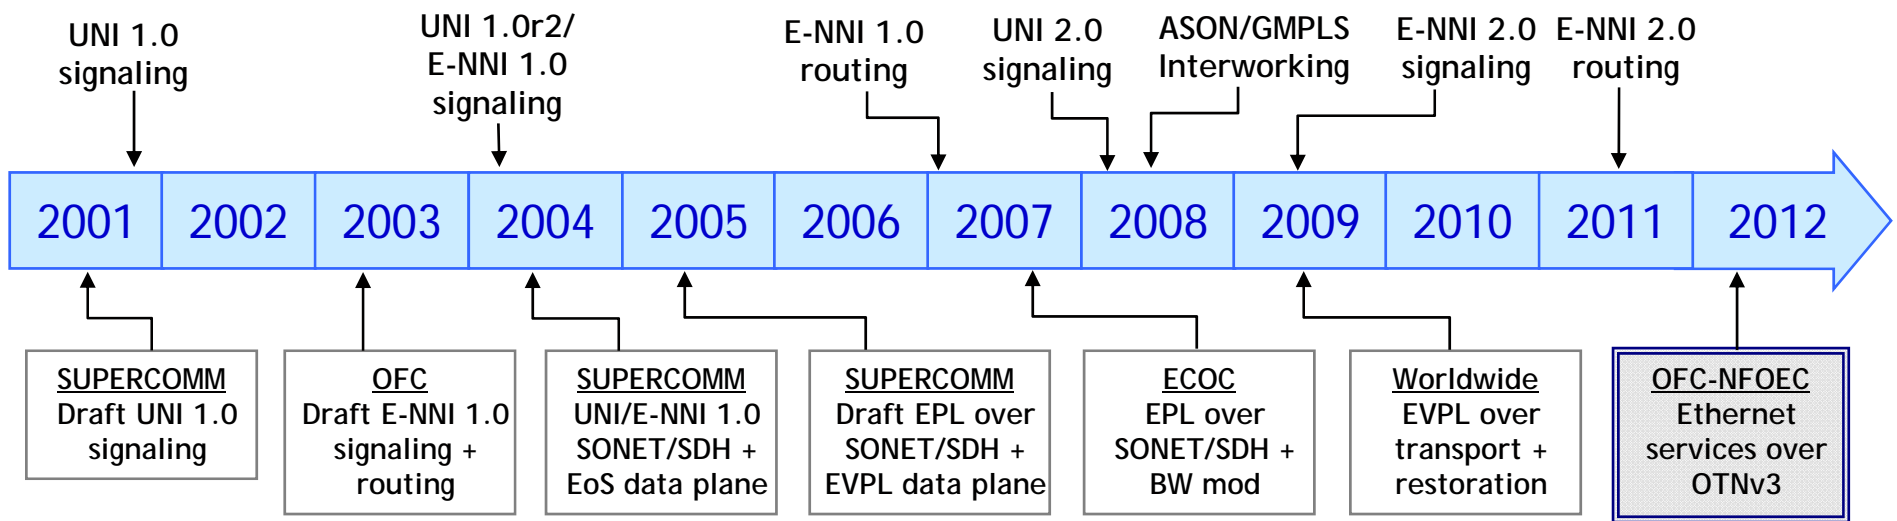 UNI 1.0
signaling
UNI 1.0r2/
E-NNI 1.0
signaling
E-NNI 1.0
routing
UNI 2.0
signaling
ASON/GMPLS
Interworking
E-NNI 2.0
signaling
E-NNI 2.0
routing
2001
2002
2003
2004
2005
2006
2007
2008
2009
2010
2011
2012
SUPERCOMM
Draft UNI 1.0
signaling
OFC
Draft E-NNI 1.0
signaling +
routing
SUPERCOMM
UNI/E-NNI 1.0
SONET/SDH +
EoS data plane
SUPERCOMM
Draft EPL over
SONET/SDH +
EVPL data plane
ECOC
EPL over
SONET/SDH +
BW mod
Worldwide
EVPL over
transport +
restoration
OFC-NFOEC
Ethernet
services over
OTNv3